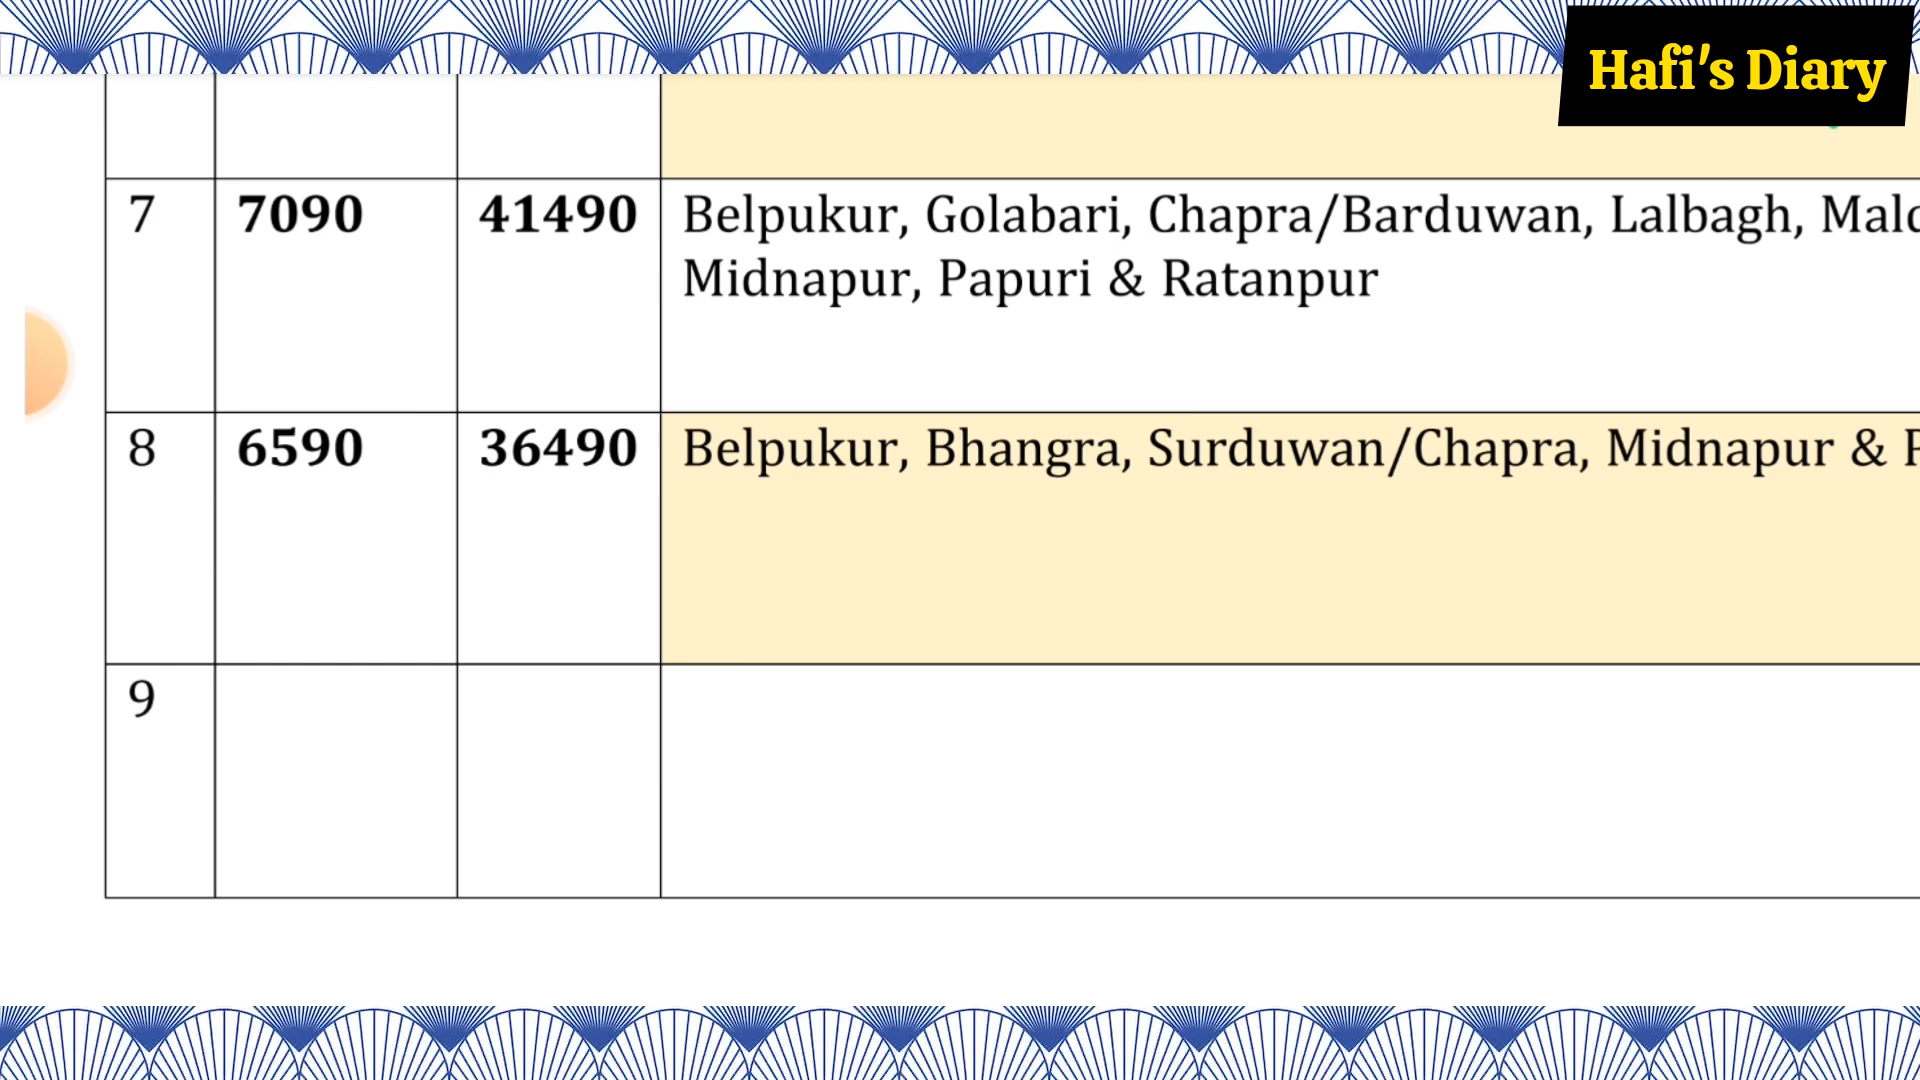 Hafi's Diary
7 7090 41490 Belpukur, Golabari, Chapra/Barduwan, Lalbagh,
Midnapur, Papuri & Ratanpur
8 6590 36490 Belpukur, Bhangra, Surduwan/Chapra, Midnapur &
9